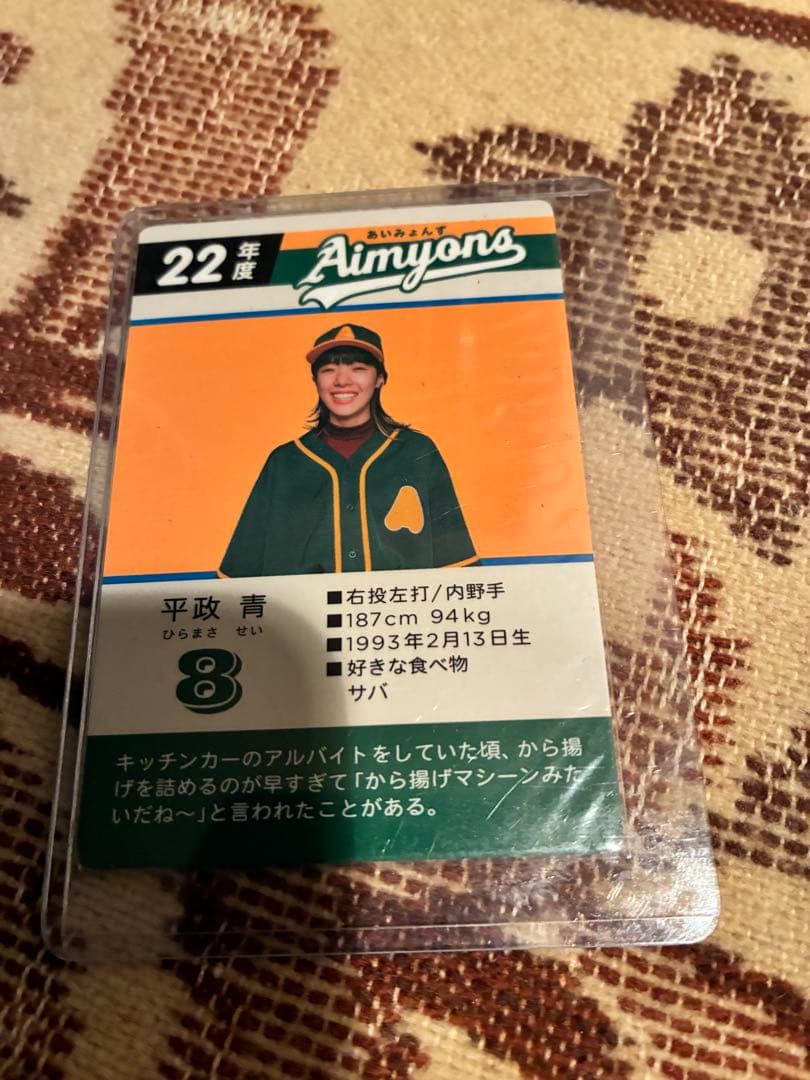 22年度
あいみょんず
Aimyons
A
A
平政 青
ひらまさ せい
8
■右投左打/内野手
■187cm 94kg
■1993年2月13日生
■好きな食べ物
サバ
キッチンカーのアルバイトをしていた頃、から揚
げを詰めるのが早すぎて「から揚げマシーンみた
いだね〜」と言われたことがある。